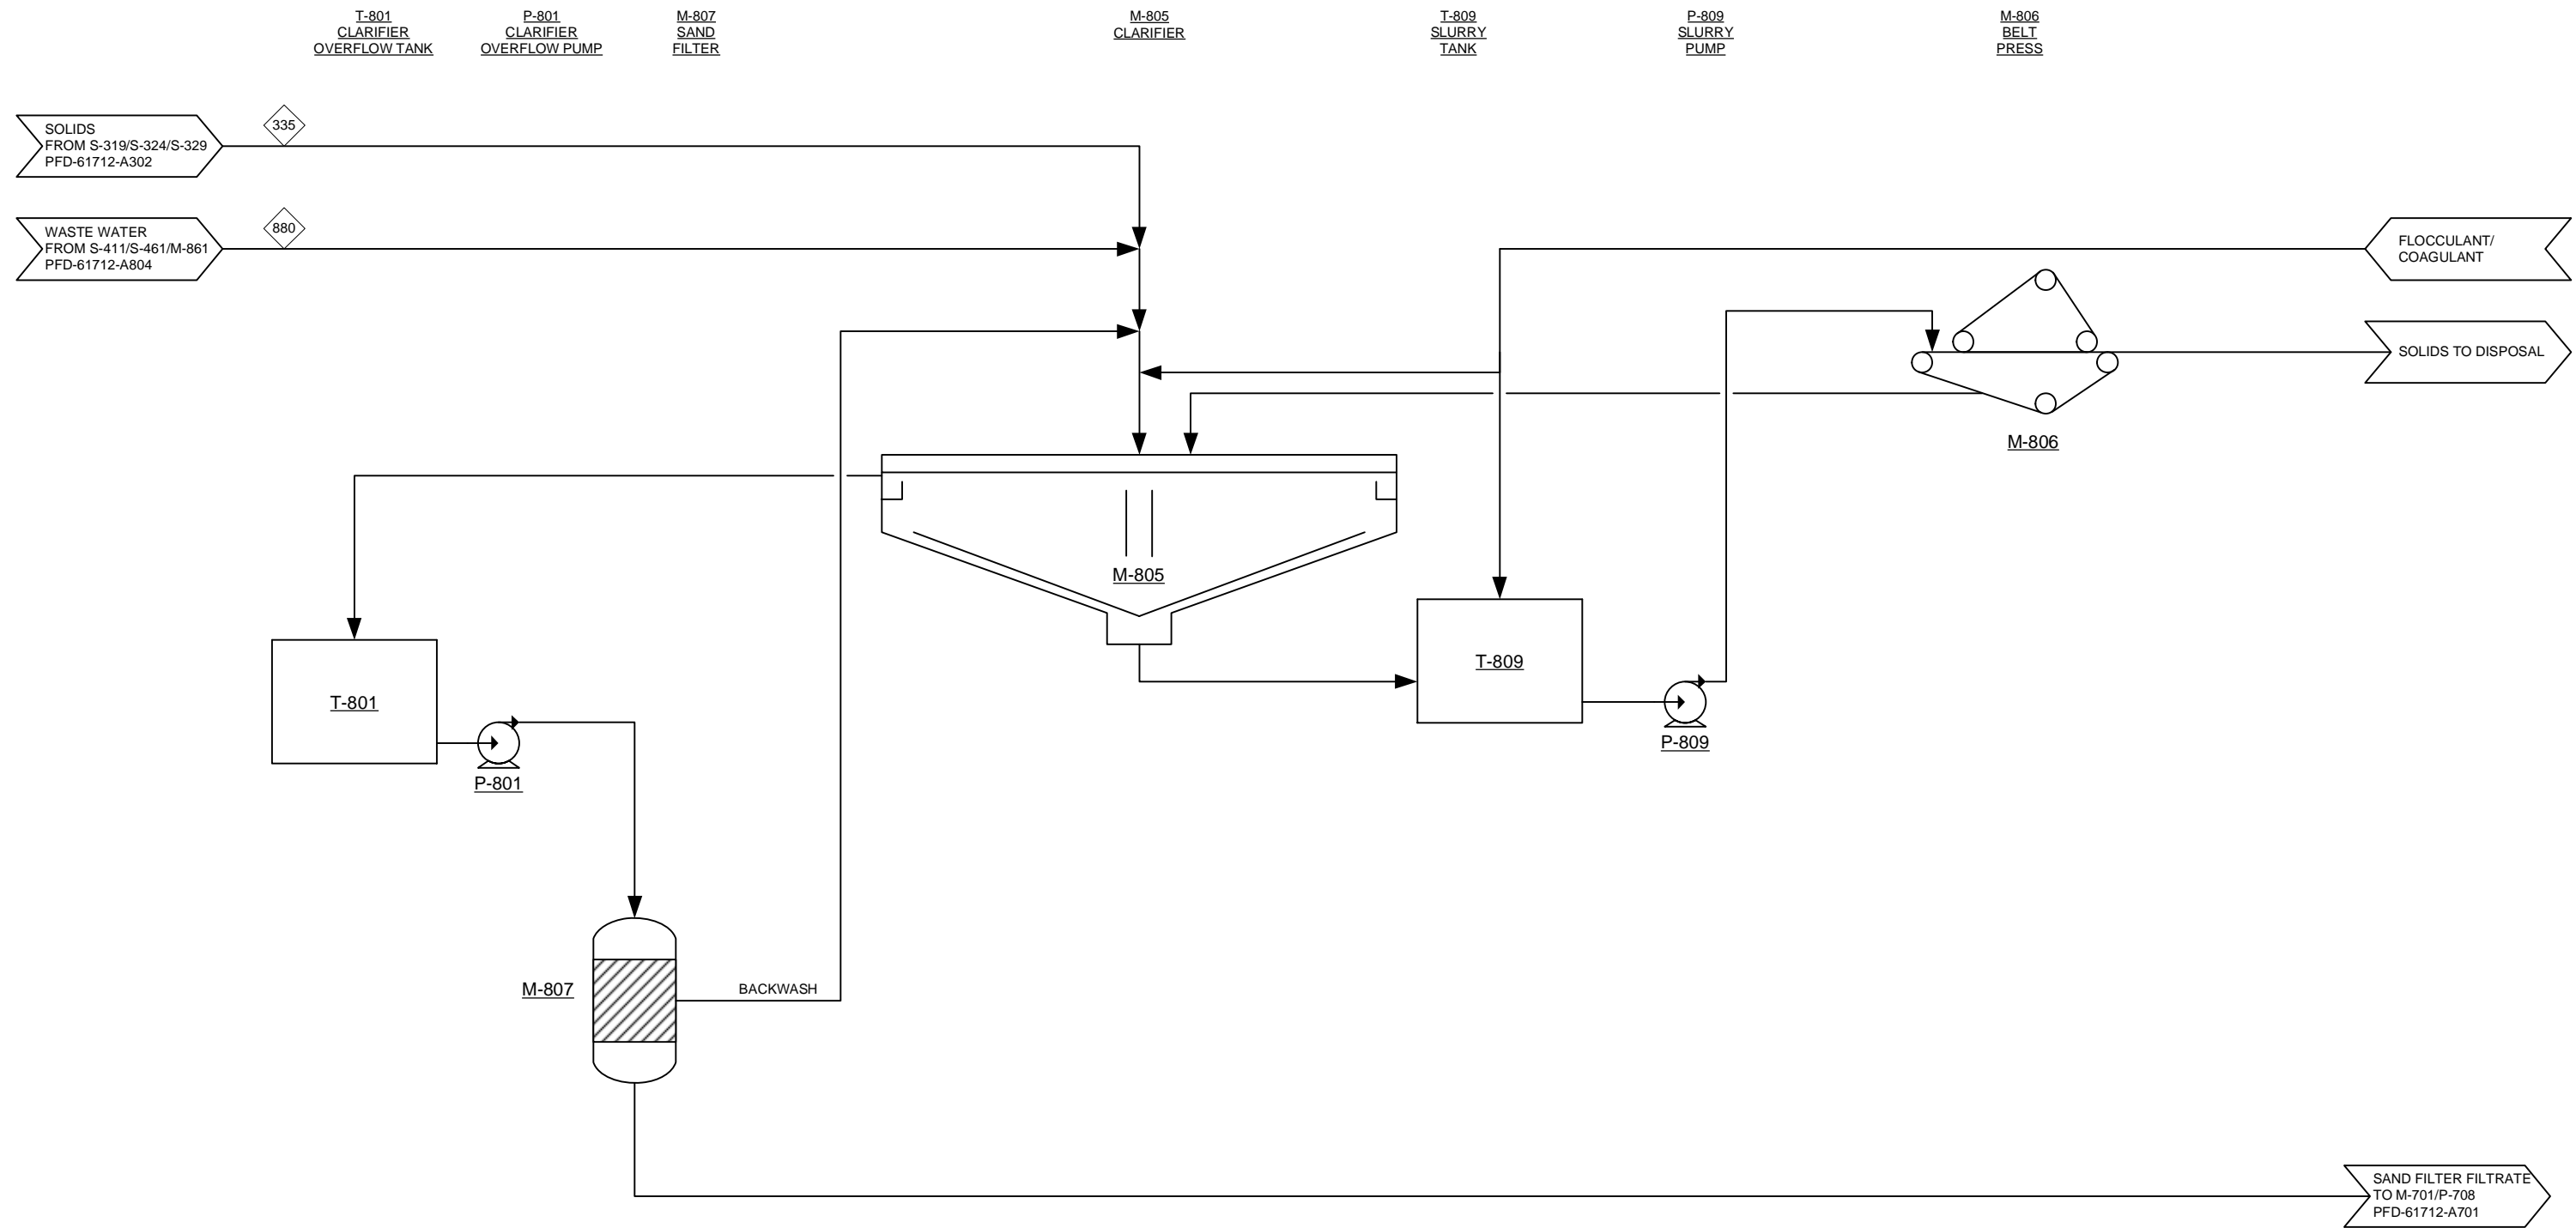 T-801
CLARIFIER
OVERFLOW TANK
P-801
CLARIFIER
OVERFLOW PUMP
M-807
SAND
FILTER
M-805
CLARIFIER
T-809
SLURRY
TANK
P-809
SLURRY
PUMP
M-806
BELT
PRESS
SOLIDS
FROM S-319/S-324/S-329
PFD-61712-A302
335
WASTE WATER
FROM S-411/S-461/M-861
PFD-61712-A804
880
FLOCCULANT/
COAGULANT
SOLIDS TO DISPOSAL
M-806
M-805
T-809
T-801
P-809
P-801
M-807
BACKWASH
SAND FILTER FILTRATE
TO M-701/P-708
PFD-61712-A701